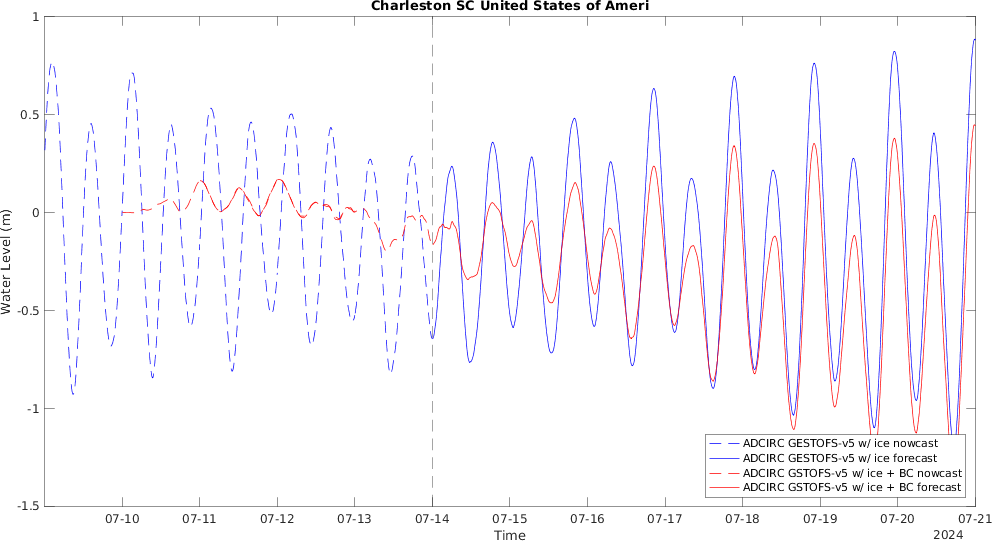 Charleston SC United States of Ameri
Water Level (m)
1
0.5
0
-0.5
-1
-1.5
07-10 07-11 07-12 07-13 07-14 07-15 07-16 07-17 07-18 07-19 07-20 07-21
Time
2024
ADCIRC GESTOFS-v5 w/ ice nowcast
ADCIRC GESTOFS-v5 w/ ice forecast
ADCIRC GSTOFS-v5 w/ ice + BC nowcast
ADCIRC GSTOFS-v5 w/ ice + BC forecast